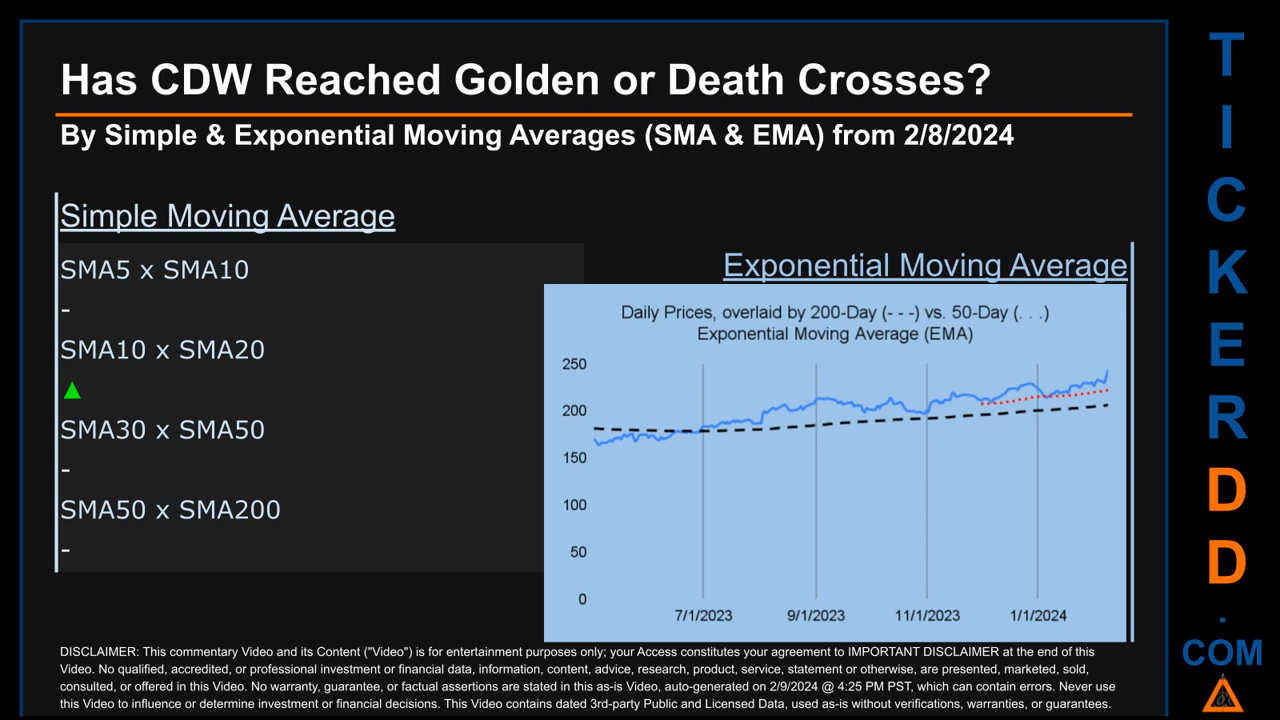 Has CDW Reached Golden or Death Crosses?
By Simple & Exponential Moving Averages (SMA & EMA) from 2/8/2024
Simple Moving Average
SMA5 x SMA10
-
SMA10 x SMA20
▲
SMA30 x SMA50
-
SMA50 x SMA200
-
Exponential Moving Average
Daily Prices, overlaid by 200-Day (- - -) vs. 50-Day (. . .)
Exponential Moving Average (EMA)
250
200
150
100
50
0
7/1/2023 9/1/2023 11/1/2023 1/1/2024
DISCLAIMER: This commentary Video and its Content ("Video") is for entertainment purposes only; your Access constitutes your agreement to IMPORTANT DISCLAIMER at the end of this
Video. No qualified, accredited, or professional investment or financial data, information, content, advice, research, product, service, statement or otherwise, are presented, marketed, sold,
consulted, or offered in this Video. No warranty, guarantee, or factual assertions are stated in this as-is Video, auto-generated on 2/9/2024 @ 4:25 PM PST, which can contain errors. Never use
this Video to influence or determine investment or financial decisions. This Video contains dated 3rd-party Public and Licensed Data, used as-is without verifications, warranties, or guarantees.
T
I
C
K
E
R
D
D
.
COM